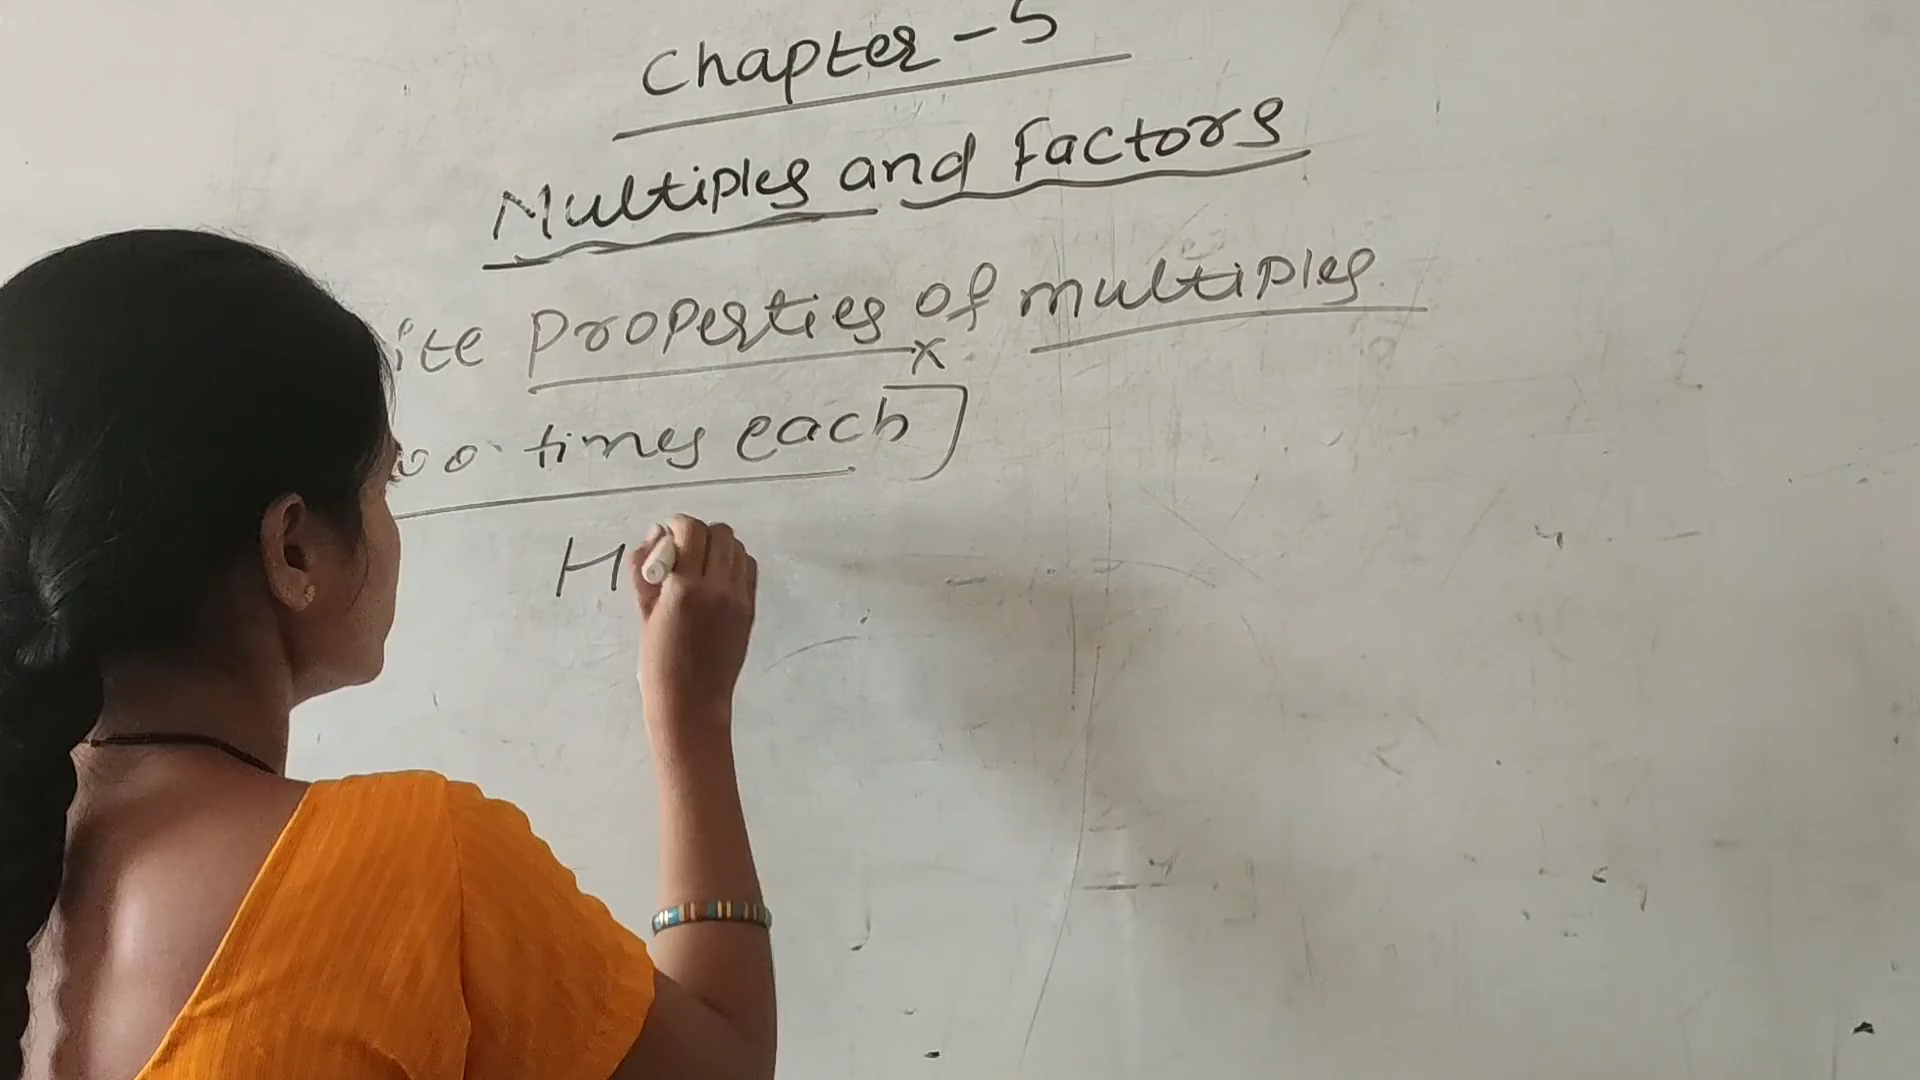 Chapter - 5
Multiples and Factors
ite Properties of multiples
x
times each
H